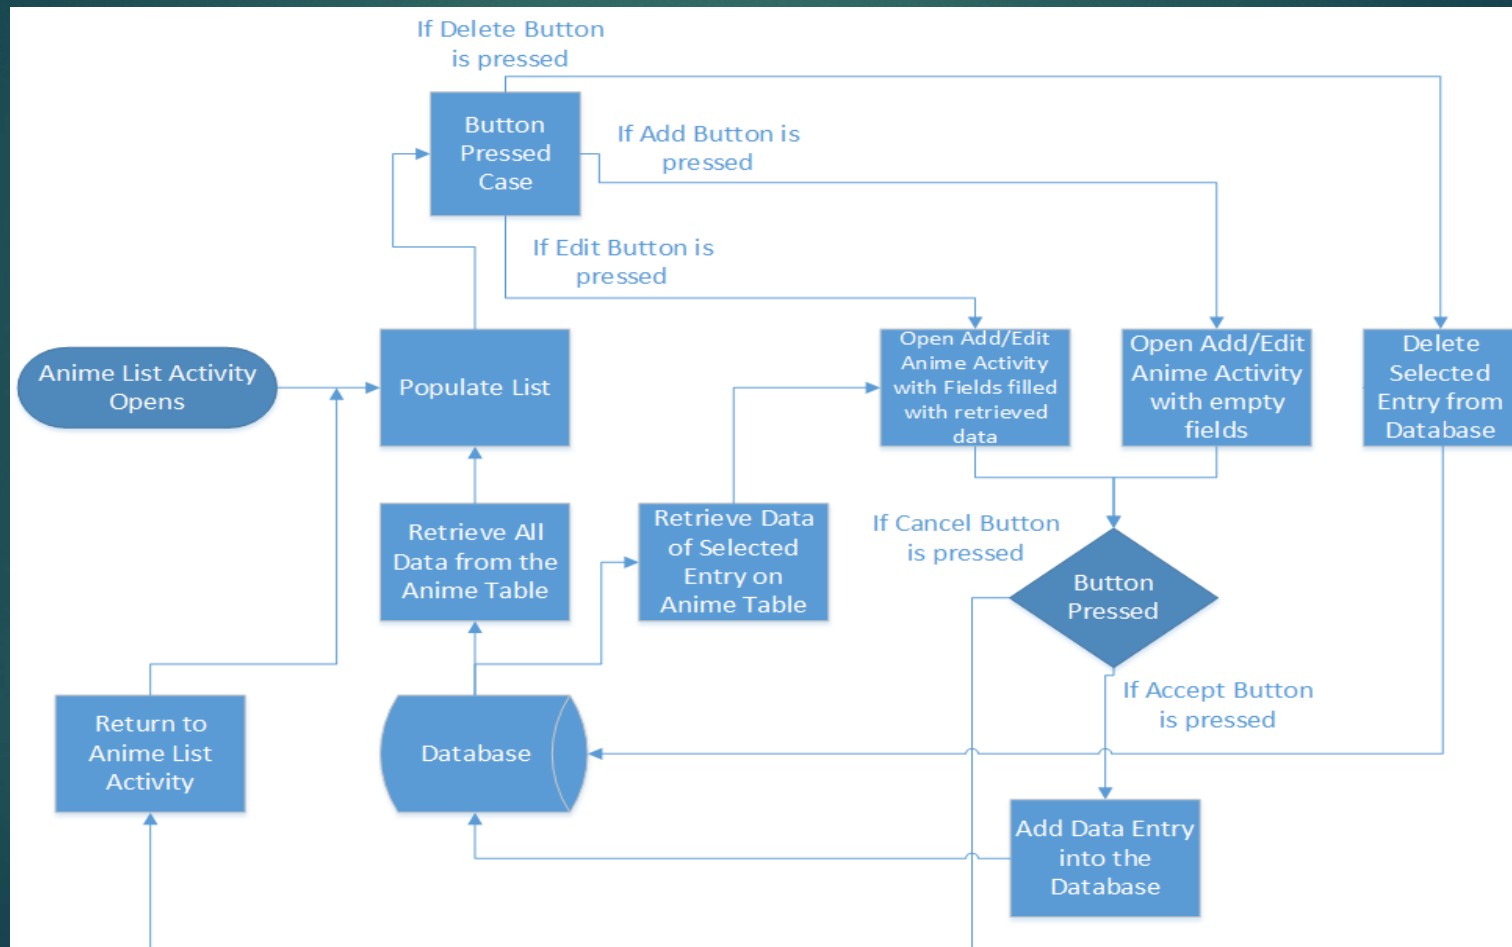 If Delete Button
is pressed
Button
Pressed
Case
If Add Button is
pressed
If Edit Button is
pressed
Anime List Activity
Opens
Populate List
Open Add/Edit
Anime Activity
with Fields filled
with retrieved
data
Open Add/Edit
Anime Activity
with empty
fields
Delete
Selected
Entry from
Database
Retrieve All
Data from the
Anime Table
Retrieve Data
of Selected
Entry on
Anime Table
If Cancel Button
is pressed
Button
Pressed
If Accept Button
is pressed
Return to
Anime List
Activity
Database
Add Data Entry
into the
Database